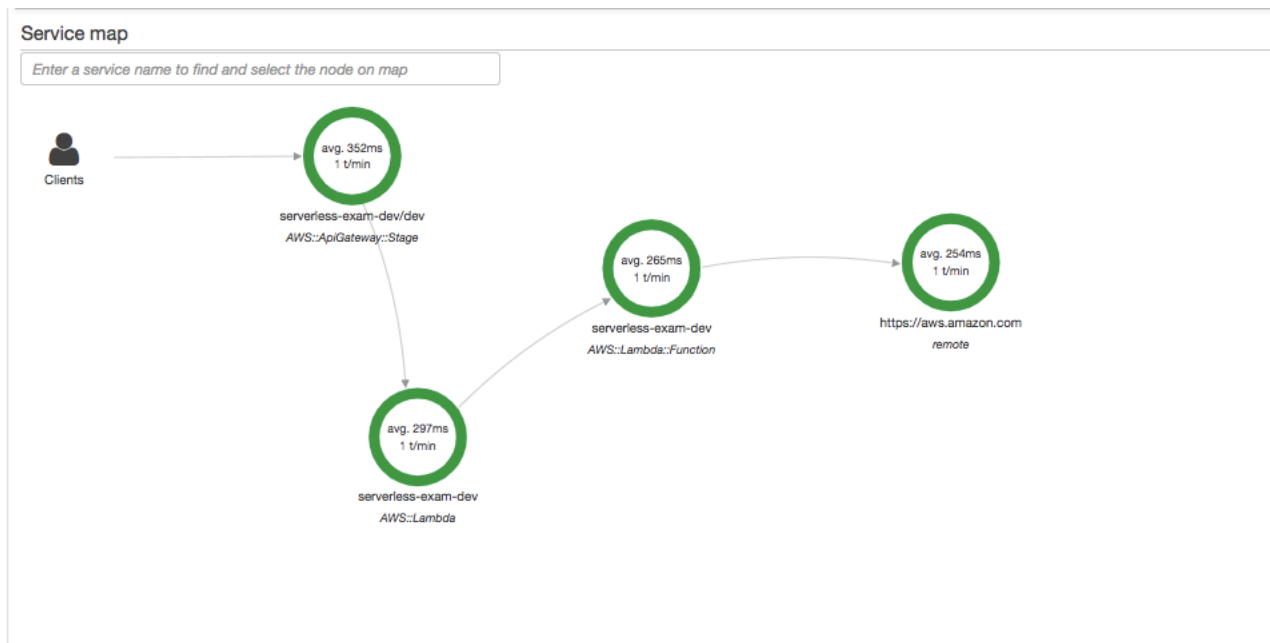 Service map
Enter a service name to find and select the node on map
Clients
avg. 352ms
1 t/min
serverless-exam-dev/dev
AWS::ApiGateway::Stage
avg. 265ms
1 t/min
serverless-exam-dev
AWS::Lambda::Function
avg. 254ms
1 t/min
https://aws.amazon.com
remote
avg. 297ms
1 t/min
serverless-exam-dev
AWS::Lambda